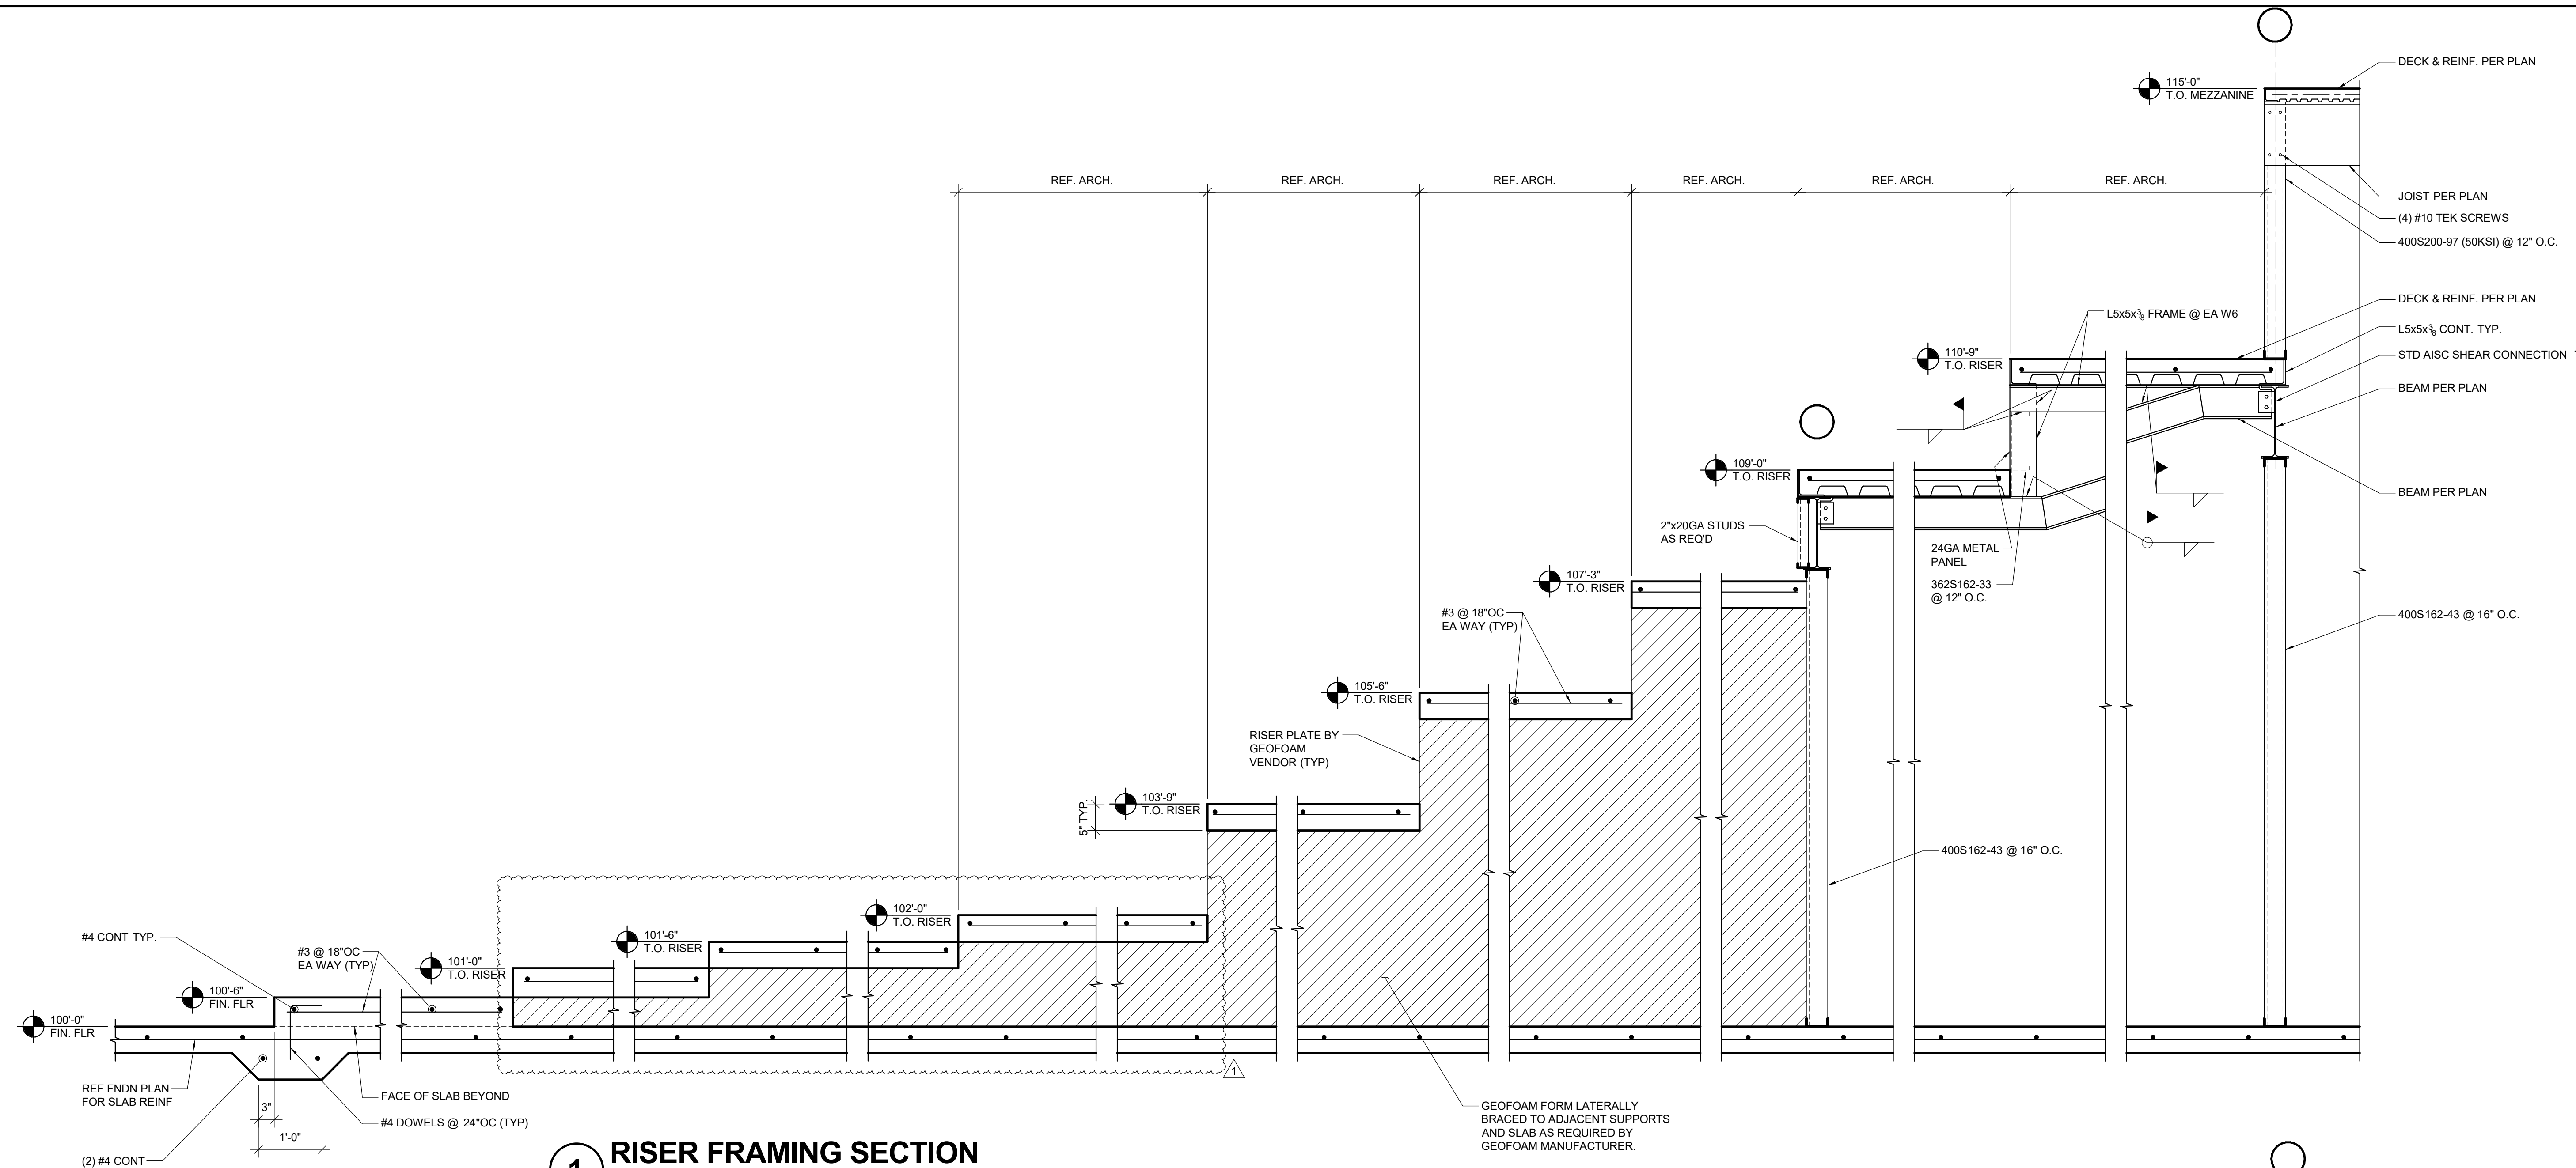 DECK & REINF. PER PLAN
115'-0"
T.O. MEZZANINE
REF. ARCH.
REF. ARCH.
REF. ARCH.
REF. ARCH.
REF. ARCH.
REF. ARCH.
JOIST PER PLAN
(4) #10 TEK SCREWS
400S200-97 (50KSI) @ 12" O.C.
DECK & REINF. PER PLAN
L5x5x3/8 FRAME @ EA W6
L5x5x3/8 CONT. TYP.
STD AISC SHEAR CONNECTION
110'-9"
T.O. RISER
BEAM PER PLAN
109'-0"
T.O. RISER
BEAM PER PLAN
2"x20GA STUDS
AS REQ'D
24GA METAL
PANEL
362S162-33
@ 12" O.C.
107'-3"
T.O. RISER
#3 @ 18"OC
EA WAY (TYP)
400S162-43 @ 16" O.C.
105'-6"
T.O. RISER
RISER PLATE BY
GEOFOAM
VENDOR (TYP)
103'-9"
T.O. RISER
5" TYP.
400S162-43 @ 16" O.C.
102'-0"
T.O. RISER
101'-6"
T.O. RISER
#4 CONT TYP.
#3 @ 18"OC
EA WAY (TYP)
101'-0"
T.O. RISER
100'-6"
FIN. FLR
100'-0"
FIN. FLR
1
REF FNDN PLAN
FOR SLAB REINF
FACE OF SLAB BEYOND
3"
#4 DOWELS @ 24"OC (TYP)
1'-0"
(2) #4 CONT
GEOFOAM FORM LATERALLY
BRACED TO ADJACENT SUPPORTS
AND SLAB AS REQUIRED BY
GEOFOAM MANUFACTURER.
1 RISER FRAMING SECTION